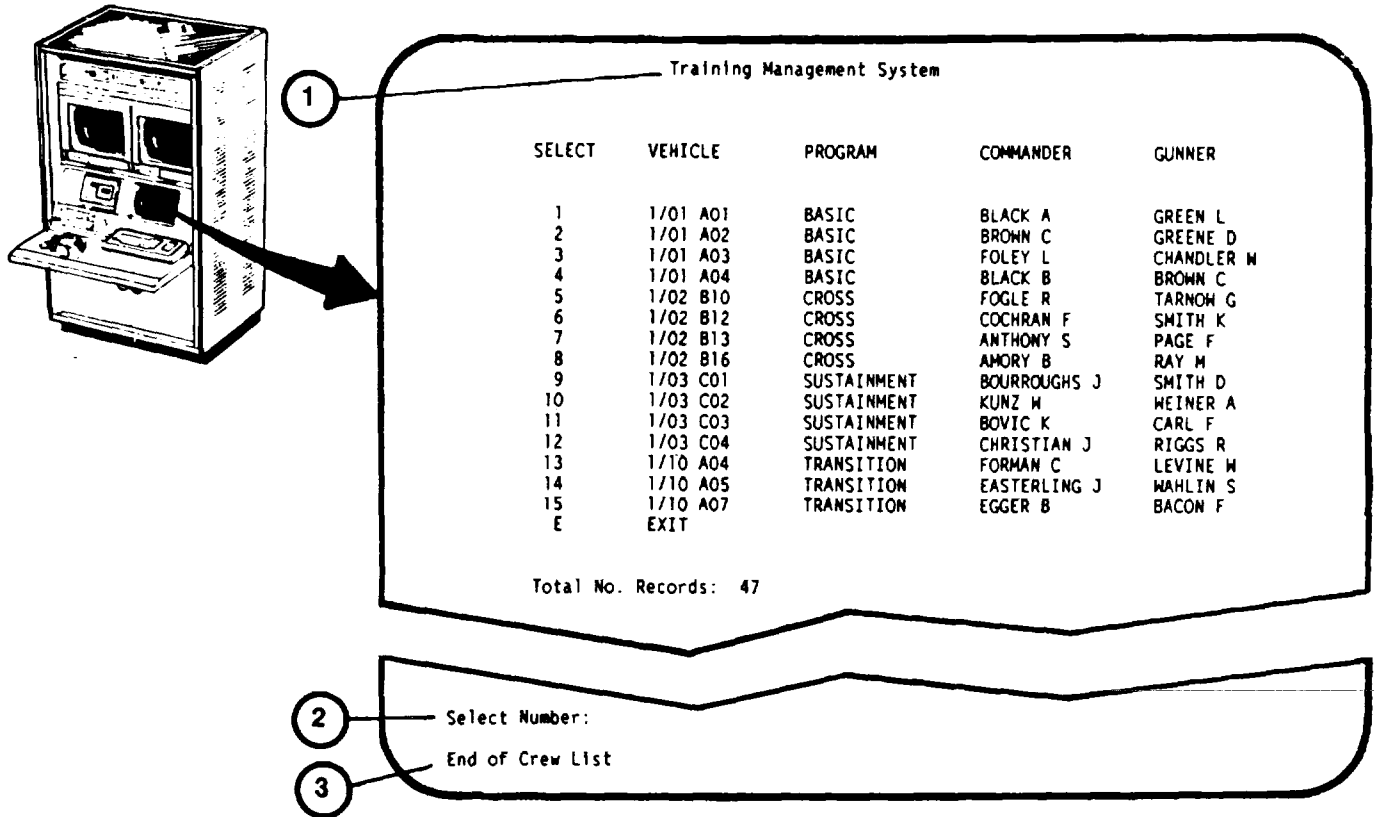 1
Training Management System
SELECT VEHICLE PROGRAM COMMANDER GUNNER
1 1/01 A01 BASIC BLACK A GREEN L
2 1/01 A02 BASIC BROWN C GREENE D
3 1/01 A03 BASIC FOLEY L CHANDLER W
4 1/01 A04 BASIC BLACK B BROWN C
5 1/02 B10 CROSS FOGLE R TARNOW G
6 1/02 B12 CROSS COCHRAN F SMITH K
7 1/02 B13 CROSS ANTHONY S PAGE F
8 1/02 B16 CROSS AMORY B RAY M
9 1/03 C01 SUSTAINMENT BOURROUGHS J SMITH D
10 1/03 C02 SUSTAINMENT KUNZ W WEINER A
11 1/03 C03 SUSTAINMENT BOVIC K CARL F
12 1/03 C04 SUSTAINMENT CHRISTIAN J RIGGS R
13 1/10 A04 TRANSITION FORMAN C LEVINE W
14 1/10 A05 TRANSITION EASTERLING J WAHLIN S
15 1/10 A07 TRANSITION EGGER B BACON F
E EXIT
Total No. Records: 47
2
Select Number:
End of Crew List
3